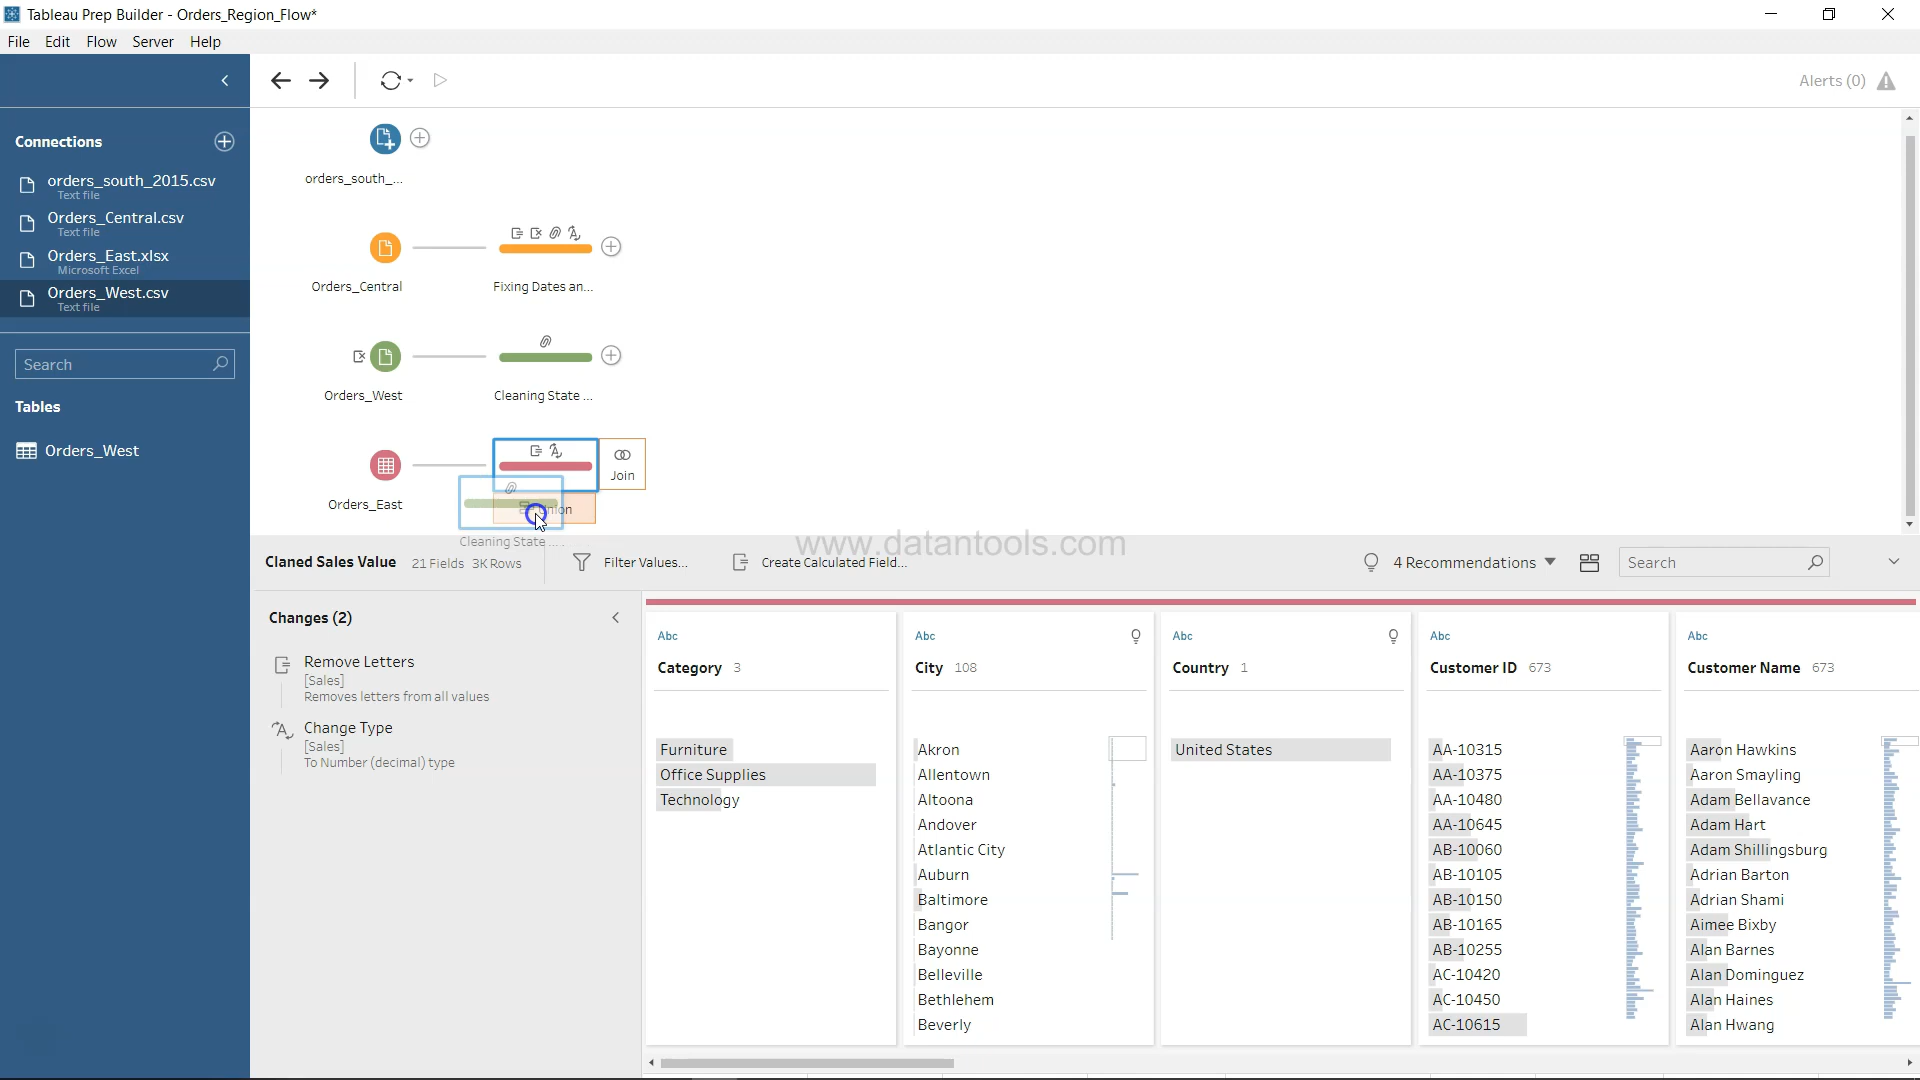 Tableau Prep Builder - Orders_Region_Flow*
File Edit Flow Server Help
Alerts (0)
Connections
orders_south_2015.csv
Text file
Orders_Central.csv
Text file
Orders_East.xlsx
Microsoft Excel
Orders_West.csv
Text file
Search
Tables
Orders_West
orders_south_...
Orders_Central
Fixing Dates an...
Orders_West
Cleaning State ...
Orders_East
Join
Cleaning State ...
www.datantools.com
Claned Sales Value 21 Fields 3K Rows
Filter Values...
Create Calculated Field...
4 Recommendations
Search
Changes (2)
Remove Letters
[Sales]
Removes letters from all values
Change Type
[Sales]
To Number (decimal) type
Abc
Category 3
Furniture
Office Supplies
Technology
Abc
City 108
Akron
Allentown
Altoona
Andover
Atlantic City
Auburn
Baltimore
Bangor
Bayonne
Belleville
Bethlehem
Beverly
Abc
Country 1
United States
Abc
Customer ID 673
AA-10315
AA-10375
AA-10480
AA-10645
AB-10060
AB-10105
AB-10150
AB-10165
AB-10255
AC-10420
AC-10450
AC-10615
Abc
Customer Name 673
Aaron Hawkins
Aaron Smayling
Adam Bellavance
Adam Hart
Adam Shillingsburg
Adrian Barton
Adrian Shami
Aimee Bixby
Alan Barnes
Alan Dominguez
Alan Haines
Alan Hwang